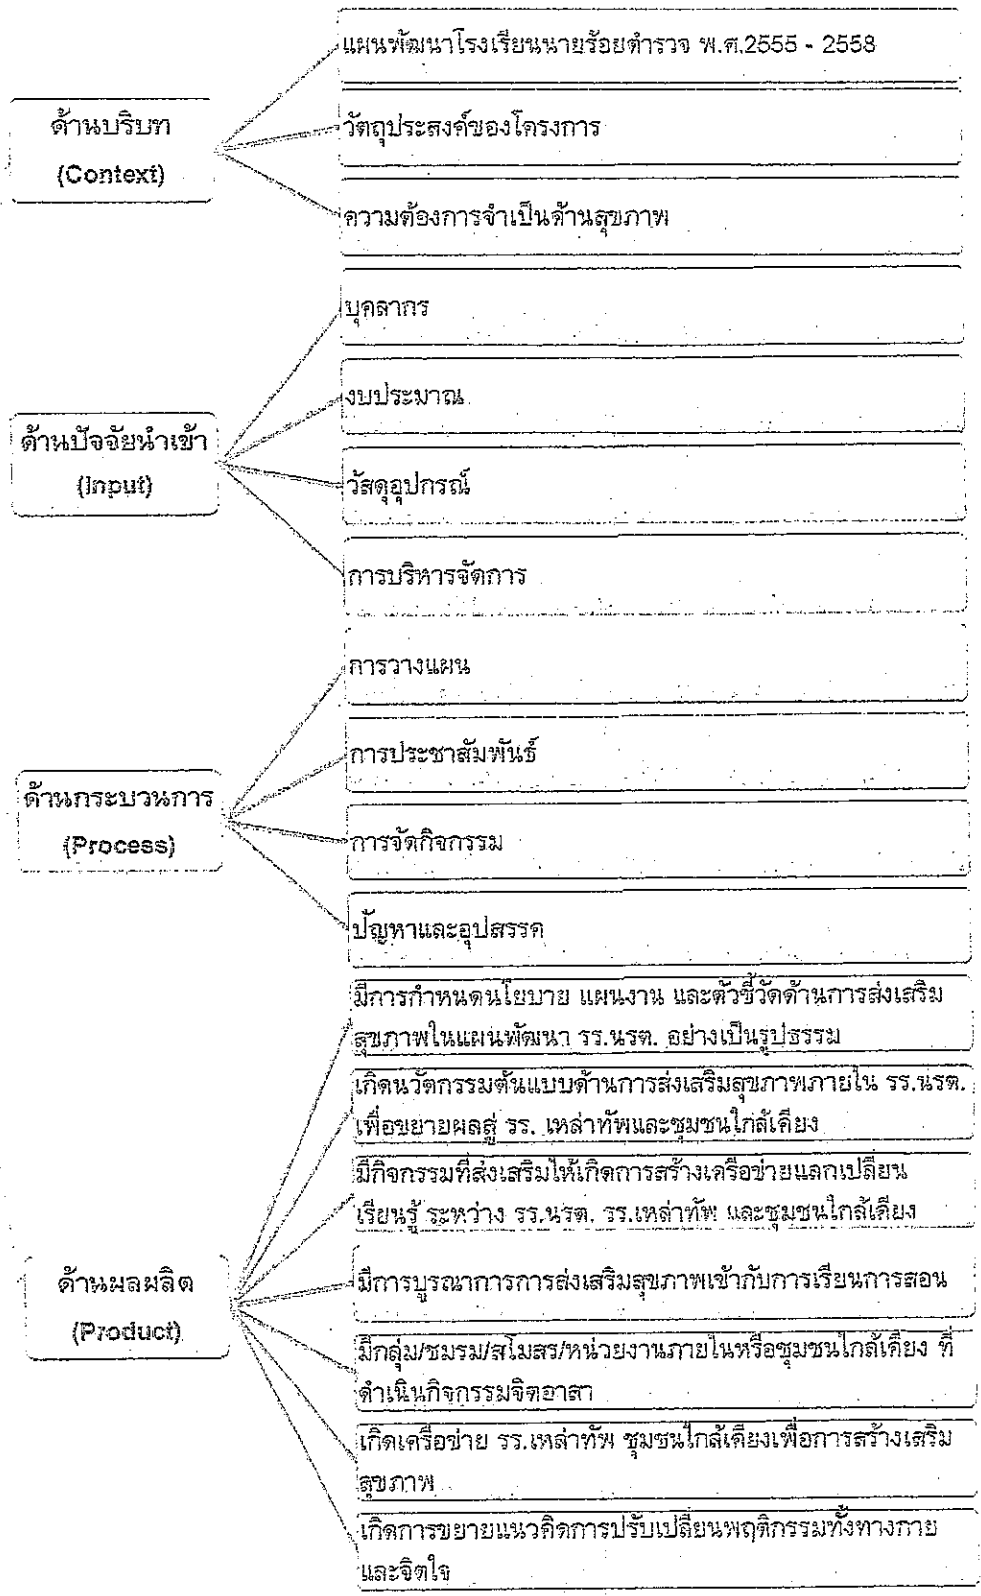 แผนพัฒนาโรงเรียนนายร้อยตำรวจ พ.ศ.2555 - 2558
ด้านบริบท
(Context)
วัตถุประสงค์ของโครงการ
ความต้องการจำเป็นด้านสุขภาพ
บุคลากร
งบประมาณ
ด้านปัจจัยนำเข้า
(Input)
วัสดุอุปกรณ์
การบริหารจัดการ
การวางแผน
การประชาสัมพันธ์
ด้านกระบวนการ
(Process)
การจัดกิจกรรม
ปัญหาและอุปสรรค
มีการกำหนดนโยบาย แผนงาน และตัวชี้วัดด้านการส่งเสริม
สุขภาพในแผนพัฒนา รร.นรต. อย่างเป็นรูปธรรม
เกิดนวัตกรรมต้นแบบด้านการส่งเสริมสุขภาพภายใน รร.นรต.
เพื่อขยายผลสู่ รร. เหล่าทัพและชุมชนใกล้เคียง
มีกิจกรรมที่ส่งเสริมให้เกิดการสร้างเครือข่ายแลกเปลี่ยน
เรียนรู้ ระหว่าง รร.นรต. รร.เหล่าทัพ และชุมชนใกล้เคียง
ด้านผลผลิต
(Product)
มีการบูรณาการการส่งเสริมสุขภาพเข้ากับการเรียนการสอน
มีกลุ่ม/ชมรม/สโมสร/หน่วยงานภายในหรือชุมชนใกล้เคียง ที่
ดำเนินกิจกรรมจิตอาสา
เกิดเครือข่าย รร.เหล่าทัพ ชุมชนใกล้เคียงเพื่อการสร้างเสริม
สุขภาพ
เกิดการขยายแนวคิดการปรับเปลี่ยนพฤติกรรมทั้งทางกาย
และจิตใจ